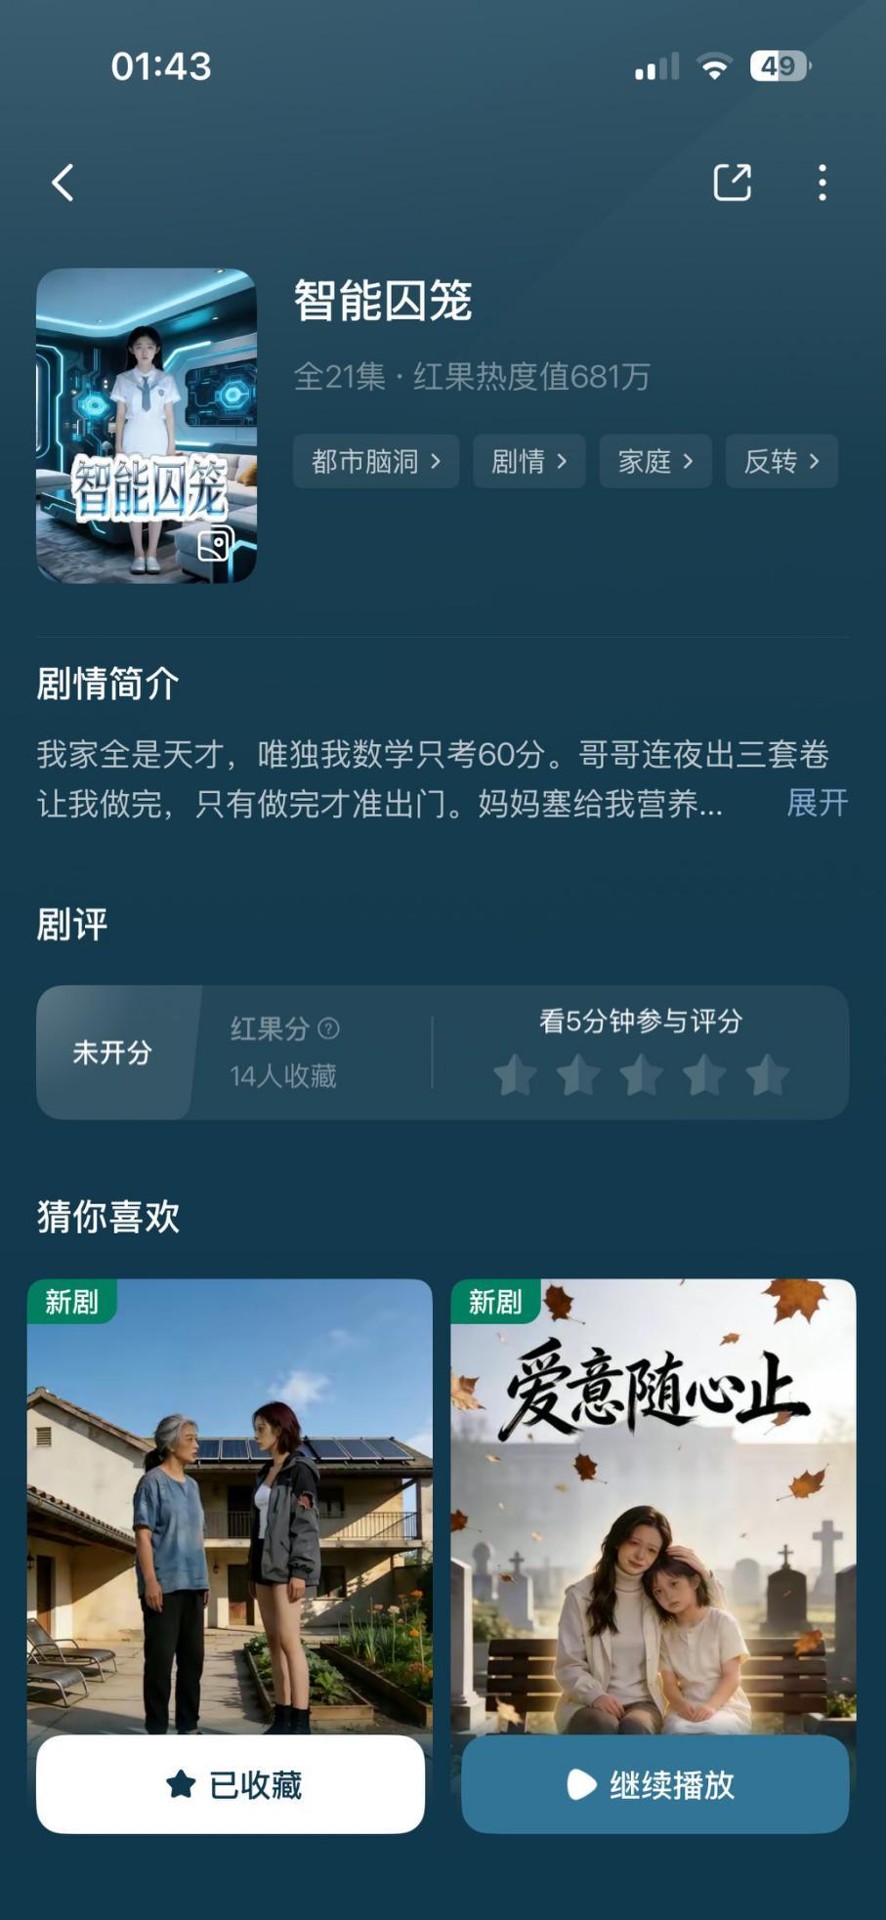 01:43
49
智能囚笼
全21集 · 红果热度值681万
都市脑洞
剧情
家庭
反转
智能囚笼
剧情简介
我家全是天才，唯独我数学只考60分。哥哥连夜出三套卷
让我做完，只有做完才准出门。妈妈塞给我营养... 展开
剧评
未开分
红果分
14人收藏
看5分钟参与评分
猜你喜欢
新剧
新剧
爱意随心止
已收藏
继续播放